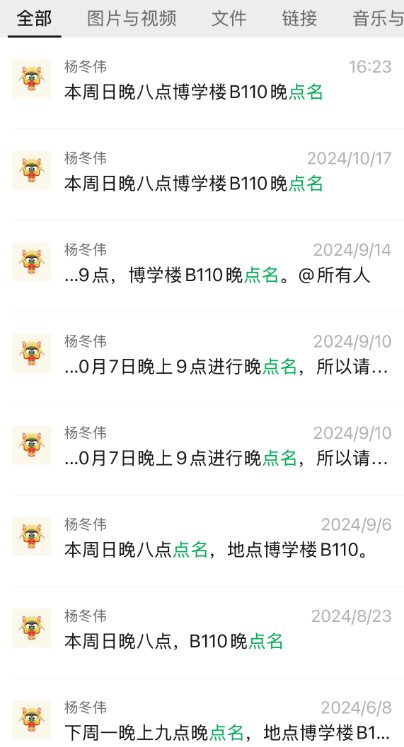 全部 图片与视频 文件 链接 音乐与
杨冬伟 16:23
本周日晚八点博学楼B110晚点名
杨冬伟 2024/10/17
本周日晚八点博学楼B110晚点名
杨冬伟 2024/9/14
...9点，博学楼B110晚点名。@所有人
杨冬伟 2024/9/10
...0月7日晚上9点进行晚点名，所以请...
杨冬伟 2024/9/10
...0月7日晚上9点进行晚点名，所以请...
杨冬伟 2024/9/6
本周日晚八点点名，地点博学楼B110。
杨冬伟 2024/8/23
本周日晚八点，B110晚点名
杨冬伟 2024/6/8
下周一晚上九点晚点名，地点博学楼B1...